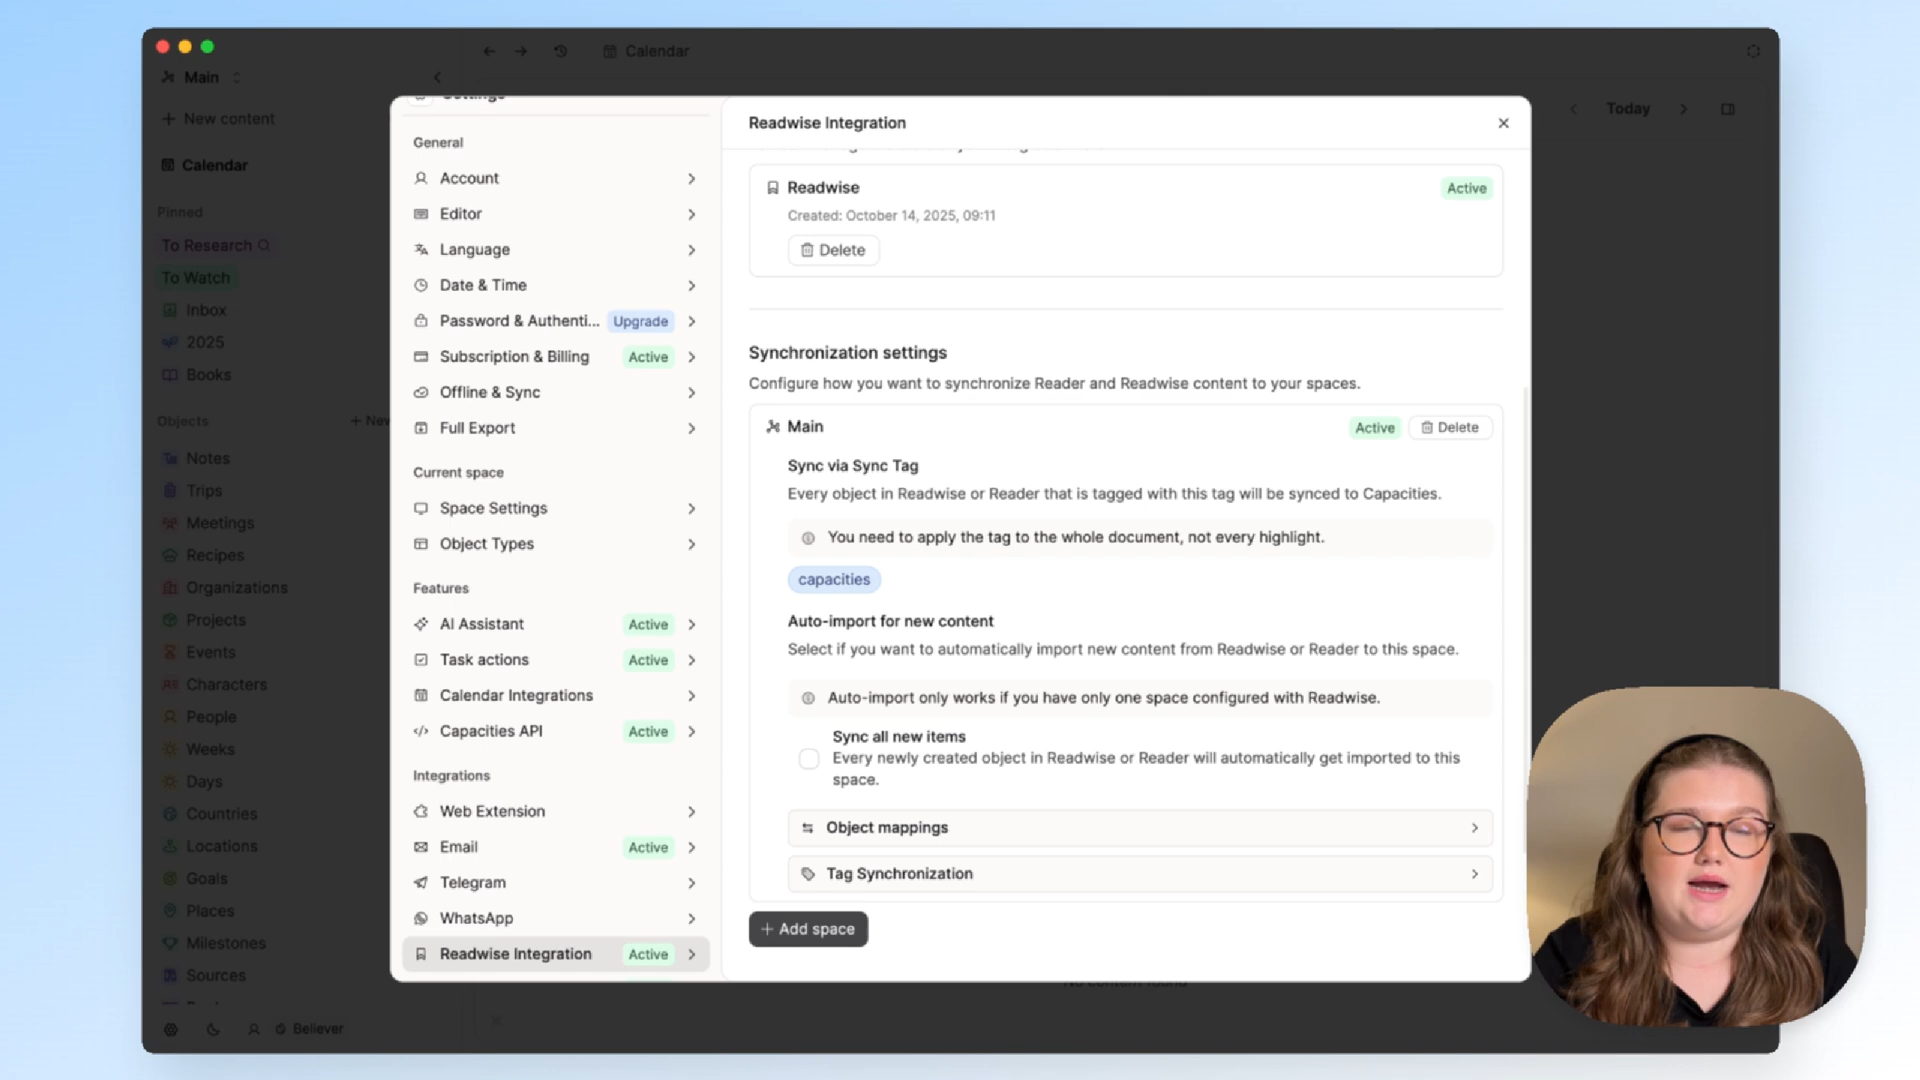 Main
Calendar
New content
Calendar
Pinned
To Research
To Watch
Inbox
2025
Books
Objects
+ New
Notes
Trips
Meetings
Recipes
Organizations
Projects
Events
Characters
People
Weeks
Days
Countries
Locations
Goals
Places
Milestones
Sources
Believer
Today
Settings
General
Account
Editor
Language
Date & Time
Password & Authenti... Upgrade
Subscription & Billing Active
Offline & Sync
Full Export
Current space
Space Settings
Object Types
Features
AI Assistant Active
Task actions Active
Calendar Integrations
Capacities API Active
Integrations
Web Extension
Email Active
Telegram
WhatsApp
Readwise Integration Active
Readwise Integration
Readwise Active
Created: October 14, 2025, 09:11
Delete
Synchronization settings
Configure how you want to synchronize Reader and Readwise content to your spaces.
Main Active Delete
Sync via Sync Tag
Every object in Readwise or Reader that is tagged with this tag will be synced to Capacities.
You need to apply the tag to the whole document, not every highlight.
capacities
Auto-import for new content
Select if you want to automatically import new content from Readwise or Reader to this space.
Auto-import only works if you have only one space configured with Readwise.
Sync all new items
Every newly created object in Readwise or Reader will automatically get imported to this
space.
Object mappings
Tag Synchronization
+ Add space
No content found